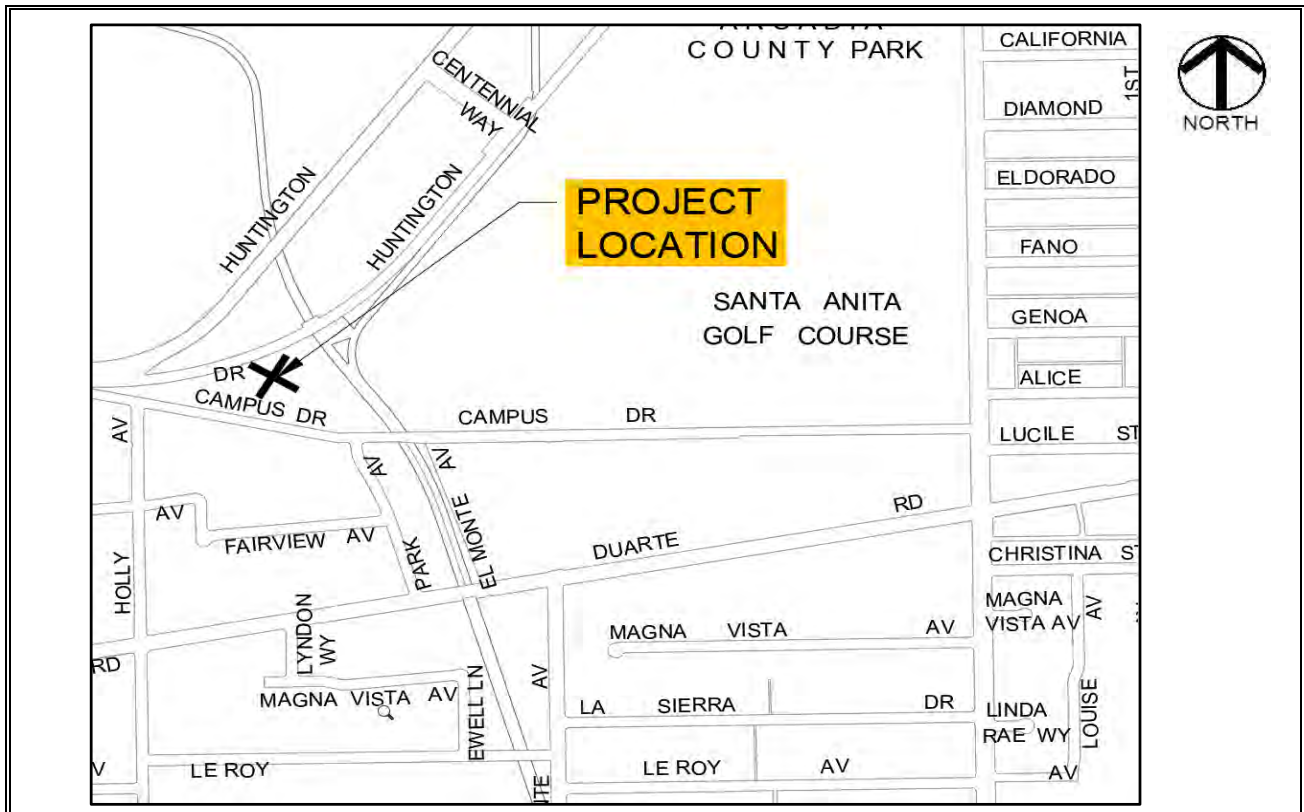 ARCADIA
COUNTY PARK
CALIFORNIA
1ST
NORTH
CENTENNIAL
WAY
DIAMOND
HUNTINGTON
HUNTINGTON
PROJECT
LOCATION
ELDORADO
FANO
SANTA ANITA
GOLF COURSE
GENOA
DR
ALICE
CAMPUS DR
CAMPUS DR
LUCILE ST
AV
AV
AV
RD
AV
FAIRVIEW AV
EL MONTE
DUARTE
CHRISTINA ST
HOLLY
PARK
MAGNA
VISTA AV
AV
LYNDON
WY
MAGNA VISTA AV
RD
AV
MAGNA VISTA AV
EWELL LN
LA SIERRA DR
LINDA
RAE WY
LOUISE
V
LE ROY
LE ROY AV
AV
TE